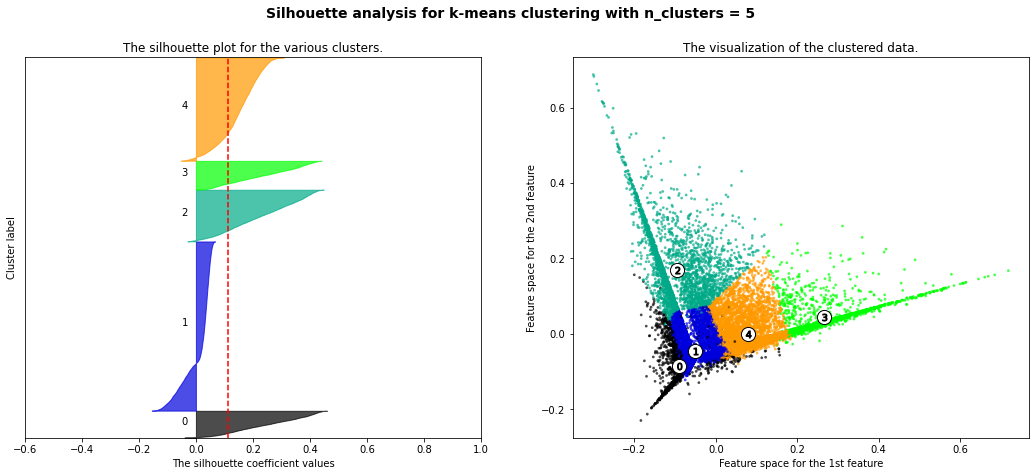 Silhouette analysis for k-means clustering with n_clusters = 5
The silhouette plot for the various clusters.
4
3
2
1
0
Cluster label
−0.6 −0.4 −0.2 0.0 0.2 0.4 0.6 0.8 1.0
The silhouette coefficient values
The visualization of the clustered data.
0.6
0.4
0.2
0.0
−0.2
Feature space for the 2nd feature
2
3
4
1
0
−0.2 0.0 0.2 0.4 0.6
Feature space for the 1st feature